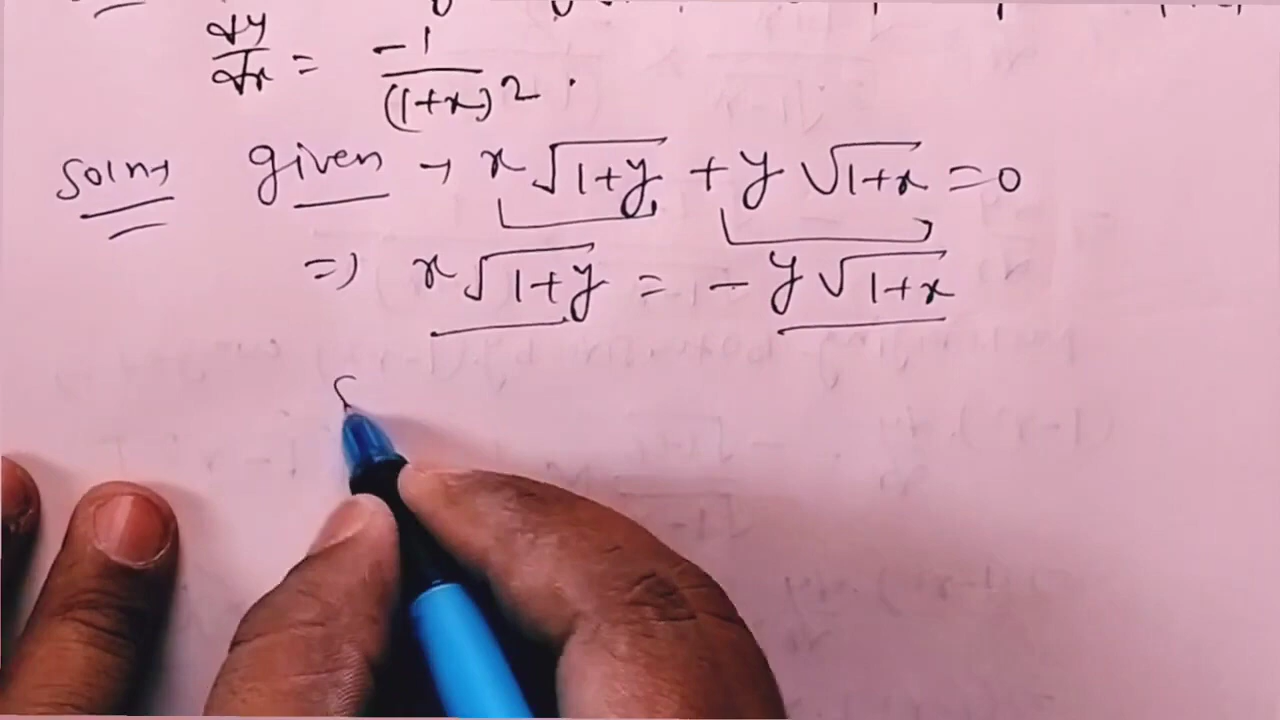 dy/dx = -1/(1+x)2 .
Soln→ given → x√1+y + y√1+x = 0
=> x√1+y = - y√1+x